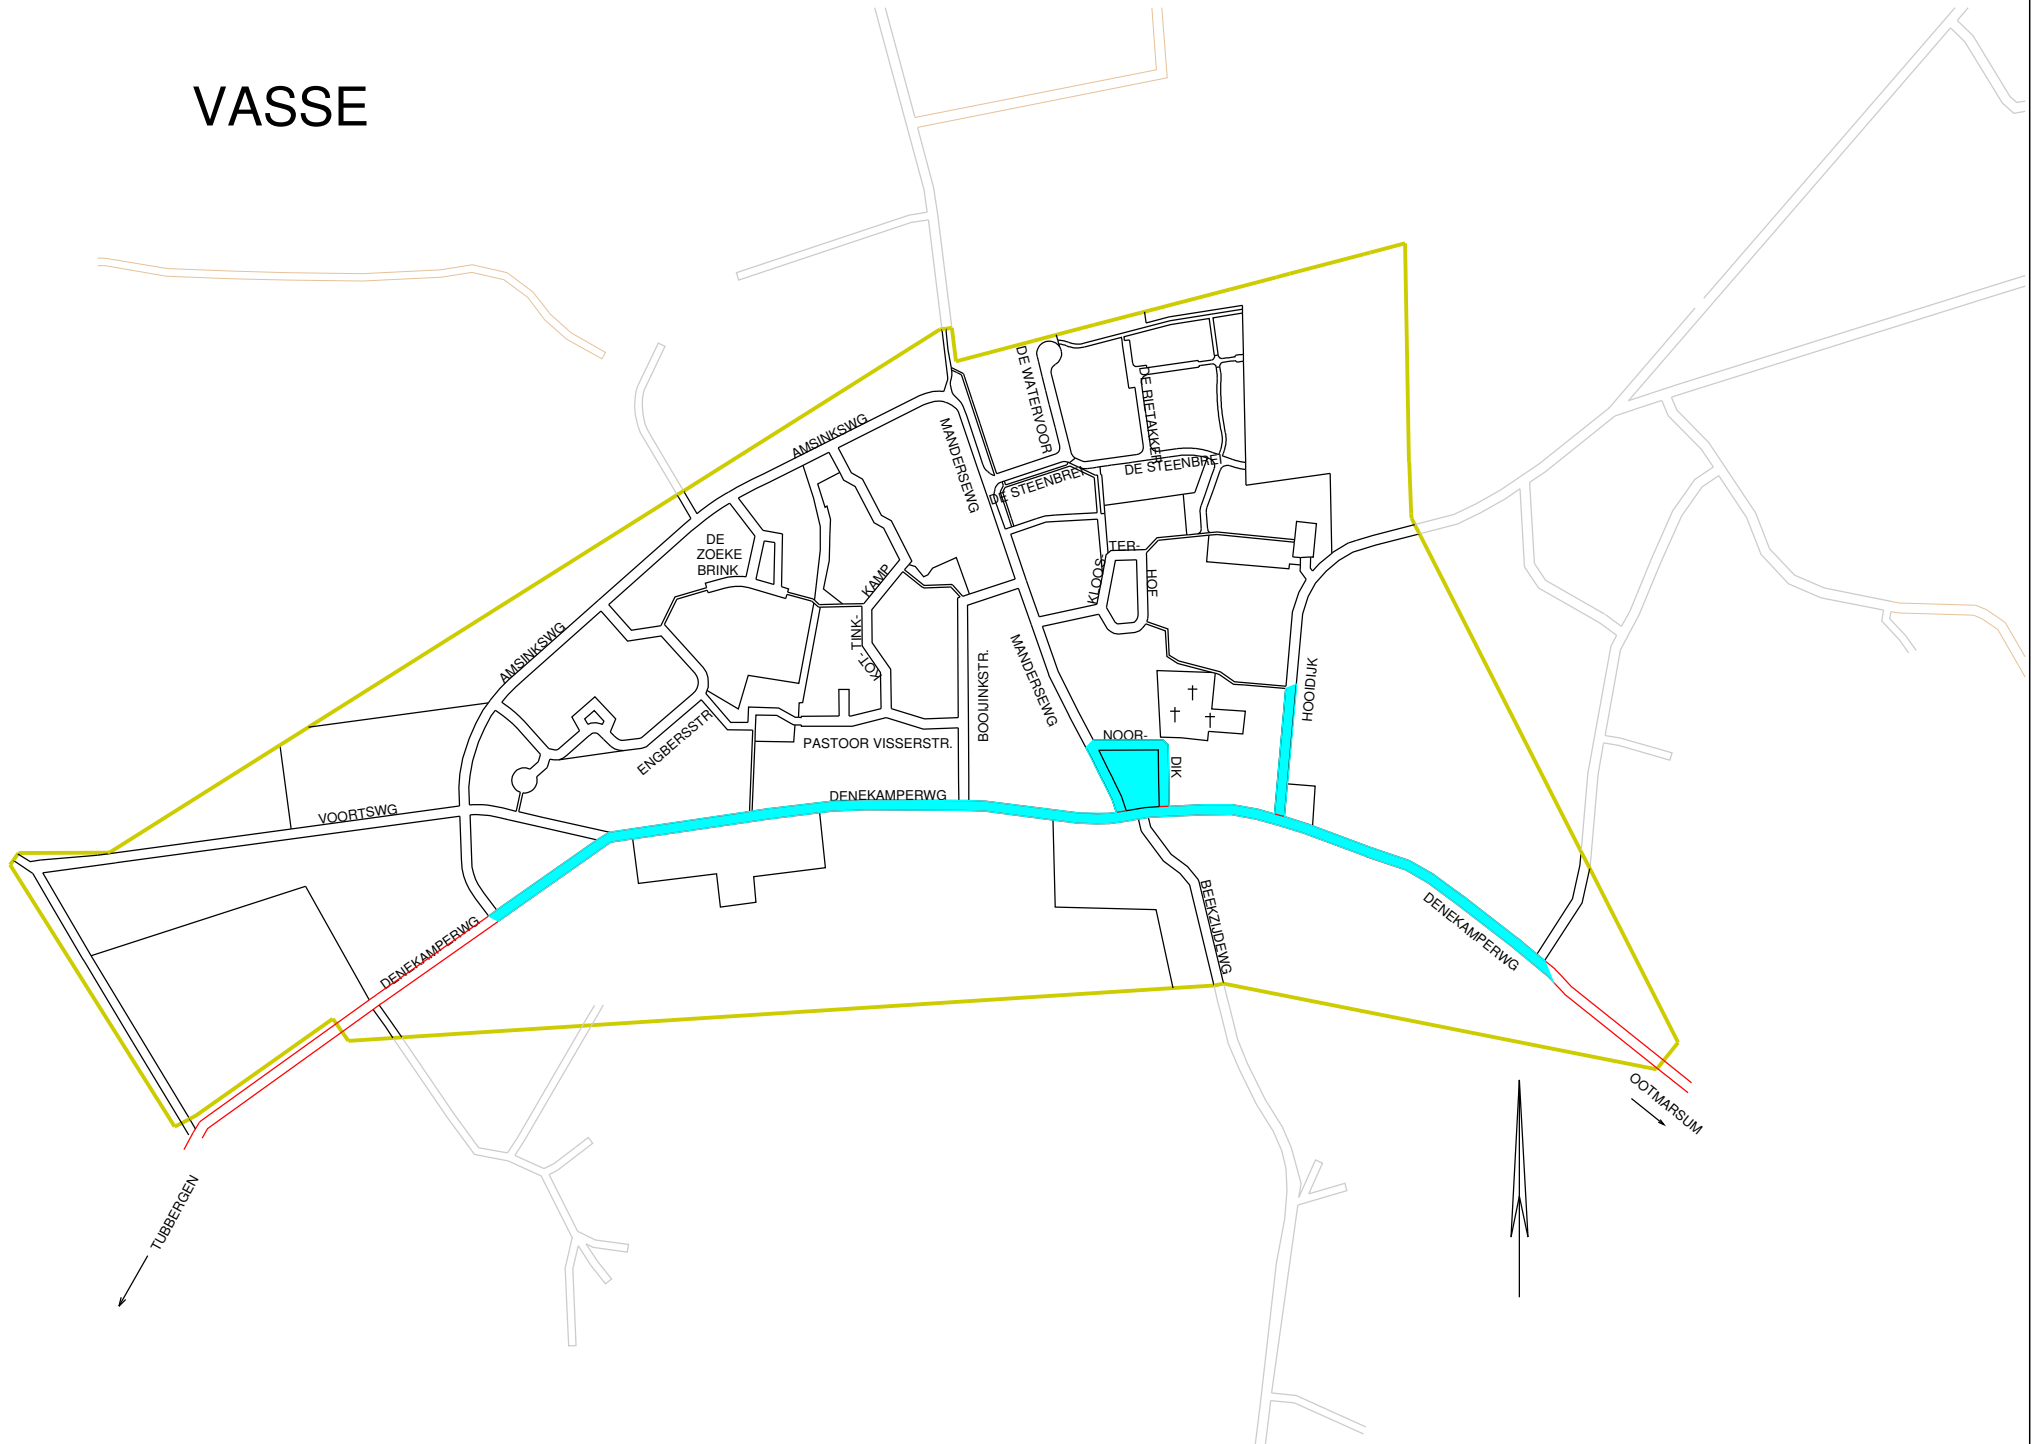 VASSE
DE WATERVOOR
DE RIETAKKER
AMSINKSWG
MANDERSEWG
DE STEENBREI
DE STEENBREI
DE
ZOEKE
BRINK
KLOOS-
TER-
HOF
KAMP
TINK-
KOT-
AMSINKSWG
MANDERSEWG
BOOIJINKSTR.
HOOIDIJK
ENGBERSSTR.
PASTOOR VISSERSTR.
NOOR-
DIK
DENEKAMPERWG
VOORTSWG
DENEKAMPERWG
BEEKZIJDEWG
DENEKAMPERWG
OOTMARSUM
TUBBERGEN